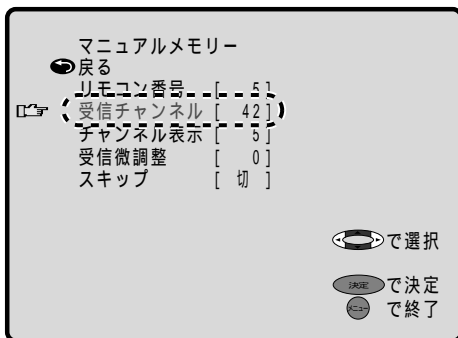 マニュアルメモリー
戻る
リモコン番号 [ 5]
受信チャンネル [ 42]
チャンネル表示 [ 5]
受信微調整 [ 0]
スキップ [ 切 ]
で選択
決定 で決定
メニュー で終了